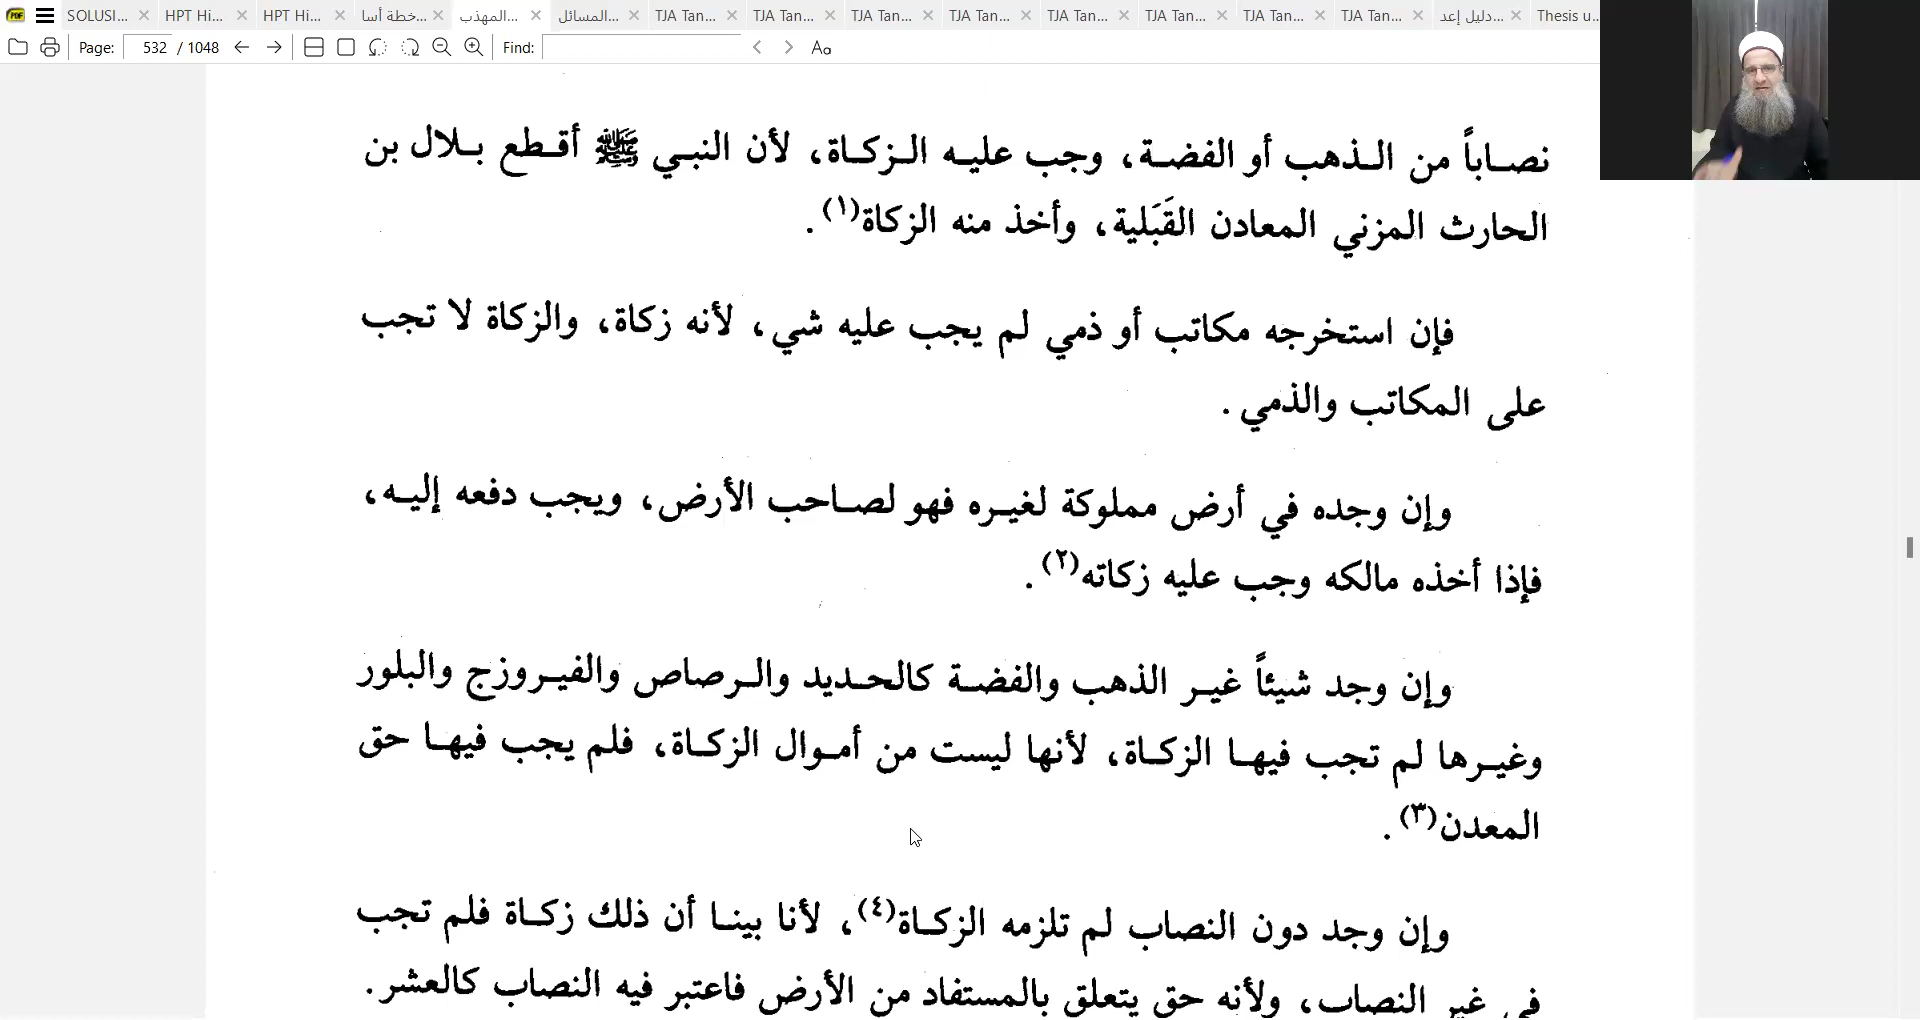 SOLUSI...
HPT Hi...
HPT Hi...
خطة أسا...
المهذب...
المسائل...
TJA Tan...
TJA Tan...
TJA Tan...
TJA Tan...
TJA Tan...
TJA Tan...
TJA Tan...
TJA Tan...
دليل إعد...
Thesis u...
Page: 532 / 1048 Find: Aa
نصاباً من الذهب أو الفضة، وجب عليه الزكاة، لأن النبي ﷺ أقطع بلال بن
الحارث المزني المعادن القَبَلية، وأخذ منه الزكاة(١).
فإن استخرجه مكاتب أو ذمي لم يجب عليه شي، لأنه زكاة، والزكاة لا تجب
على المكاتب والذمي.
وإن وجده في أرض مملوكة لغيره فهو لصاحب الأرض، ويجب دفعه إليه،
فإذا أخذه مالكه وجب عليه زكاته(٢).
وإن وجد شيئاً غير الذهب والفضة كالحديد والرصاص والفيروزج والبلور
وغيرها لم تجب فيها الزكاة، لأنها ليست من أموال الزكاة، فلم يجب فيها حق
المعدن(٣).
وإن وجد دون النصاب لم تلزمه الزكاة(٤)، لأنا بينا أن ذلك زكاة فلم تجب
في غير النصاب، ولأنه حق يتعلق بالمستفاد من الأرض فاعتبر فيه النصاب كالعشر.